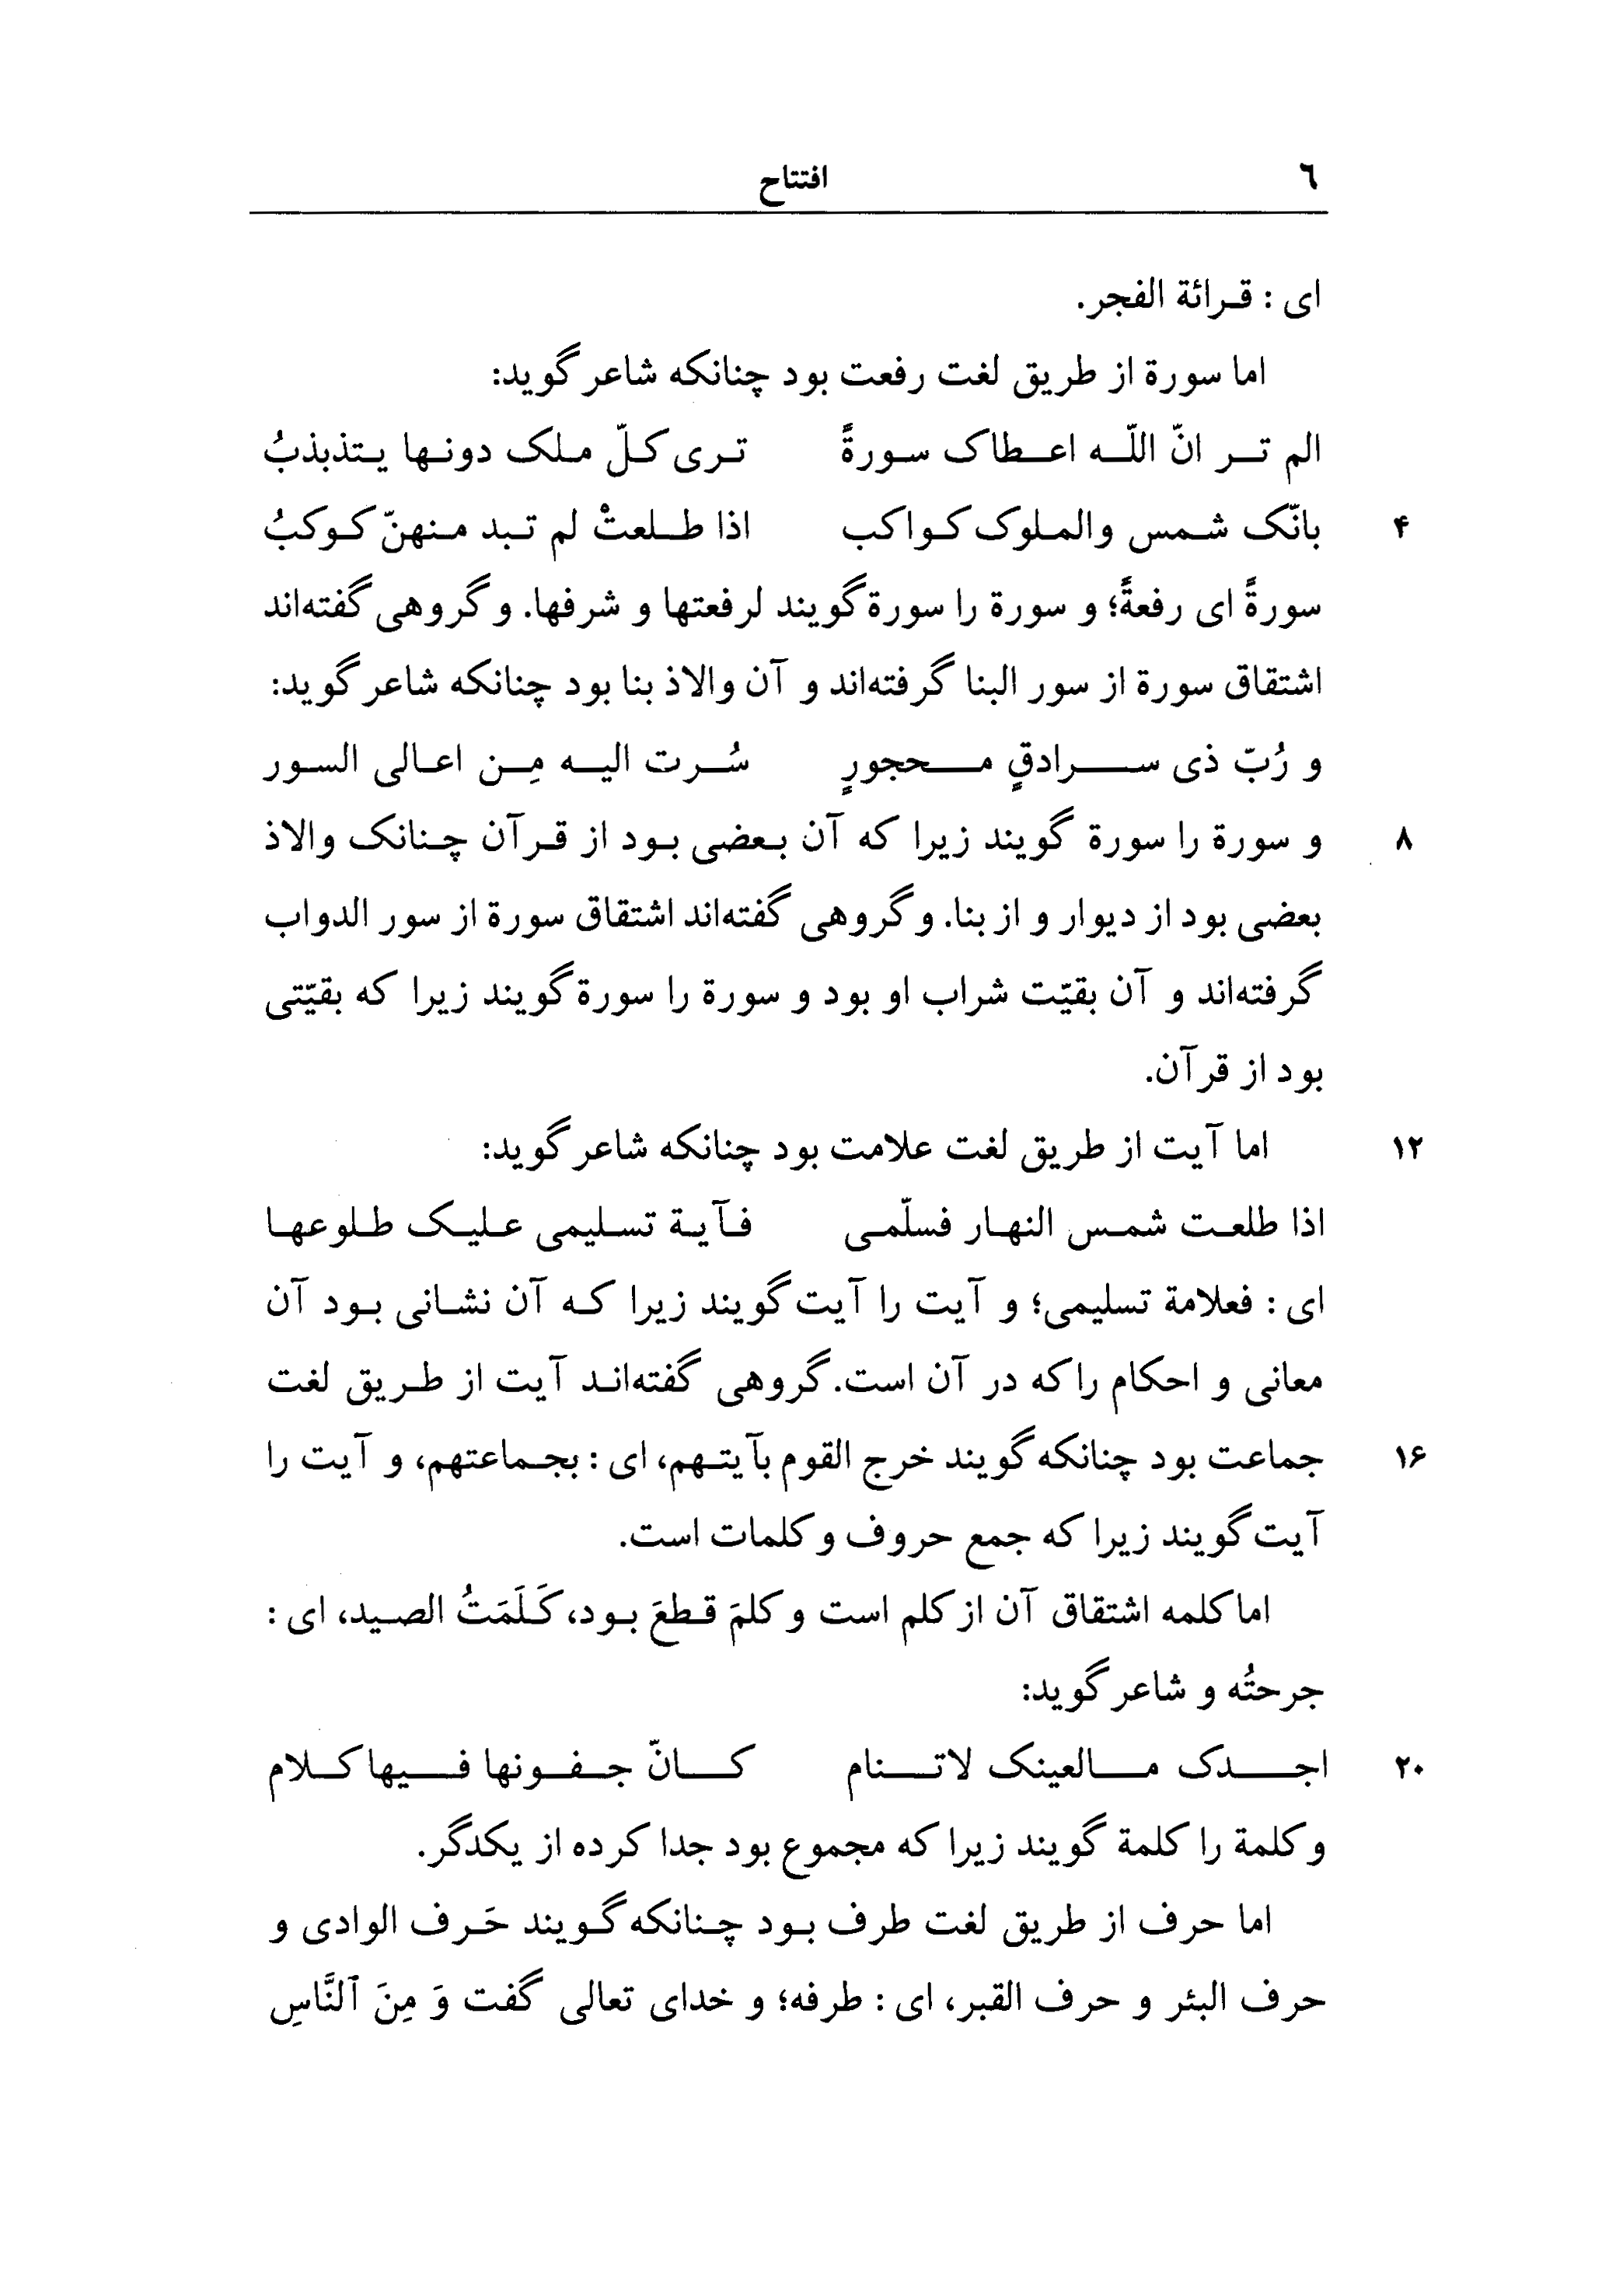 ٦ افتتاح
ای : قرائة الفجر.
اما سورة از طریق لغت رفعت بود چنانکه شاعر گوید:
الم تر انّ اللّه اعطاک سورةً تری کلّ ملک دونها یتذبذبُ
۴ بانّک شمس والملوک کواکب اذا طلعتْ لم تبد منهنّ کوکبُ
سورةً ای رفعةً؛ و سورة را سورة گویند لرفعتها و شرفها. و گروهی گفته‌اند
اشتقاق سورة از سور البنا گرفته‌اند و آن والاذ بنا بود چنانکه شاعر گوید:
و رُبّ ذی سرادقٍ محجورٍ سُرت الیه مِن اعالی السور
۸ و سورة را سورة گویند زیرا که آن بعضی بود از قرآن چنانک والاذ
بعضی بود از دیوار و از بنا. و گروهی گفته‌اند اشتقاق سورة از سور الدواب
گرفته‌اند و آن بقیّت شراب او بود و سورة را سورة گویند زیرا که بقیّتی
بود از قرآن.
۱۲ اما آیت از طریق لغت علامت بود چنانکه شاعر گوید:
اذا طلعت شمس النهار فسلّمی فآیة تسلیمی علیک طلوعها
ای : فعلامة تسلیمی؛ و آیت را آیت گویند زیرا که آن نشانی بود آن
معانی و احکام را که در آن است. گروهی گفته‌اند آیت از طریق لغت
۱۶ جماعت بود چنانکه گویند خرج القوم بآیتهم، ای : بجماعتهم، و آیت را
آیت گویند زیرا که جمع حروف و کلمات است.
اما کلمه اشتقاق آن از کلم است و کلمَ قطعَ بود، کَلَمَتُ الصید، ای :
جرحتُه و شاعر گوید:
۲۰ اجدک مالعینک لاتنام کانّ جفونها فیها کلام
و کلمة را کلمة گویند زیرا که مجموع بود جدا کرده از یکدگر.
اما حرف از طریق لغت طرف بود چنانکه گویند حَرف الوادی و
حرف البئر و حرف القبر، ای : طرفه؛ و خدای تعالی گفت وَ مِنَ ٱلنَّاسِ